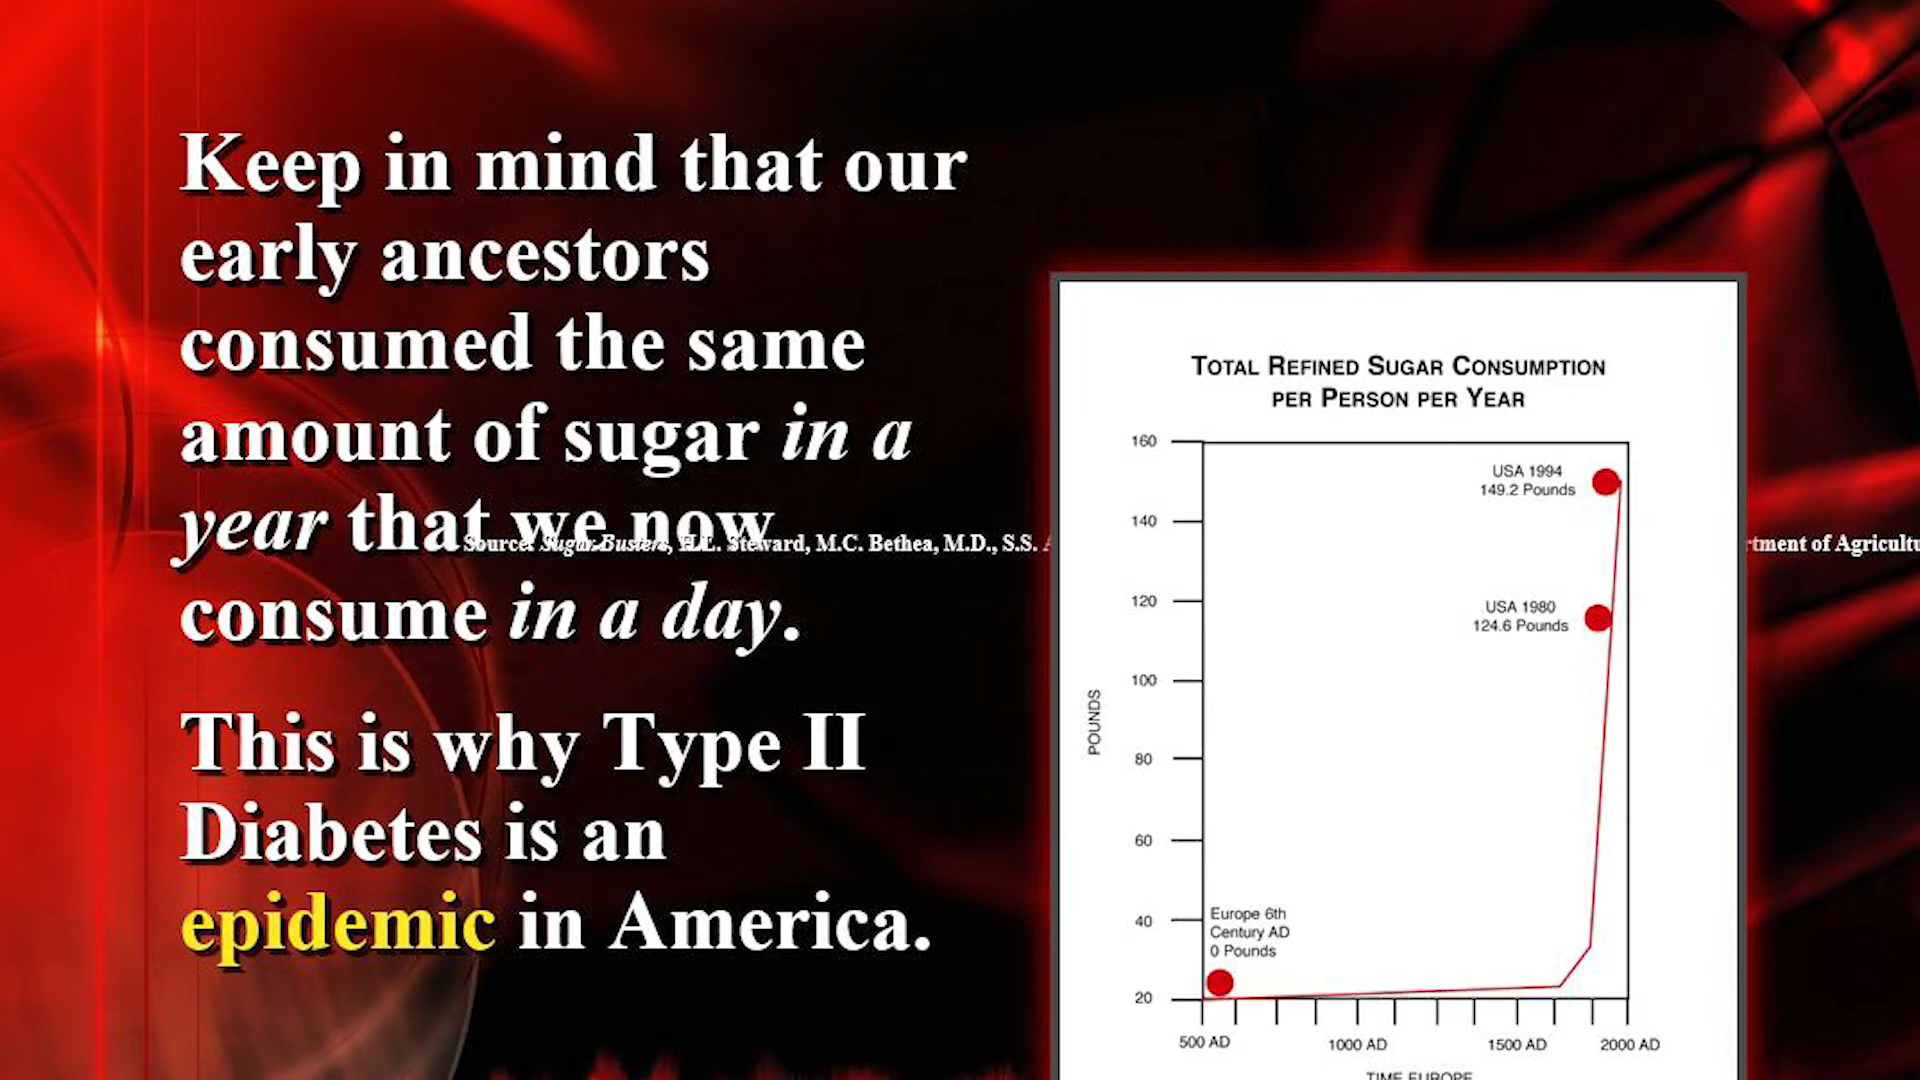 Keep in mind that our
early ancestors
consumed the same
amount of sugar in a
year that we now
consume in a day.
This is why Type II
Diabetes is an
epidemic in America.
Source: Sugar Busters, H.L. Steward, M.C. Bethea, M.D., S.S.
of
TOTAL REFINED SUGAR CONSUMPTION
PER PERSON PER YEAR
160
140
120
100
80
60
40
20
POUNDS
USA 1994
149.2 Pounds
USA 1980
124.6 Pounds
Europe 6th
Century AD
0 Pounds
500 AD 1000 AD 1500 AD 2000 AD
TIME EUROPE